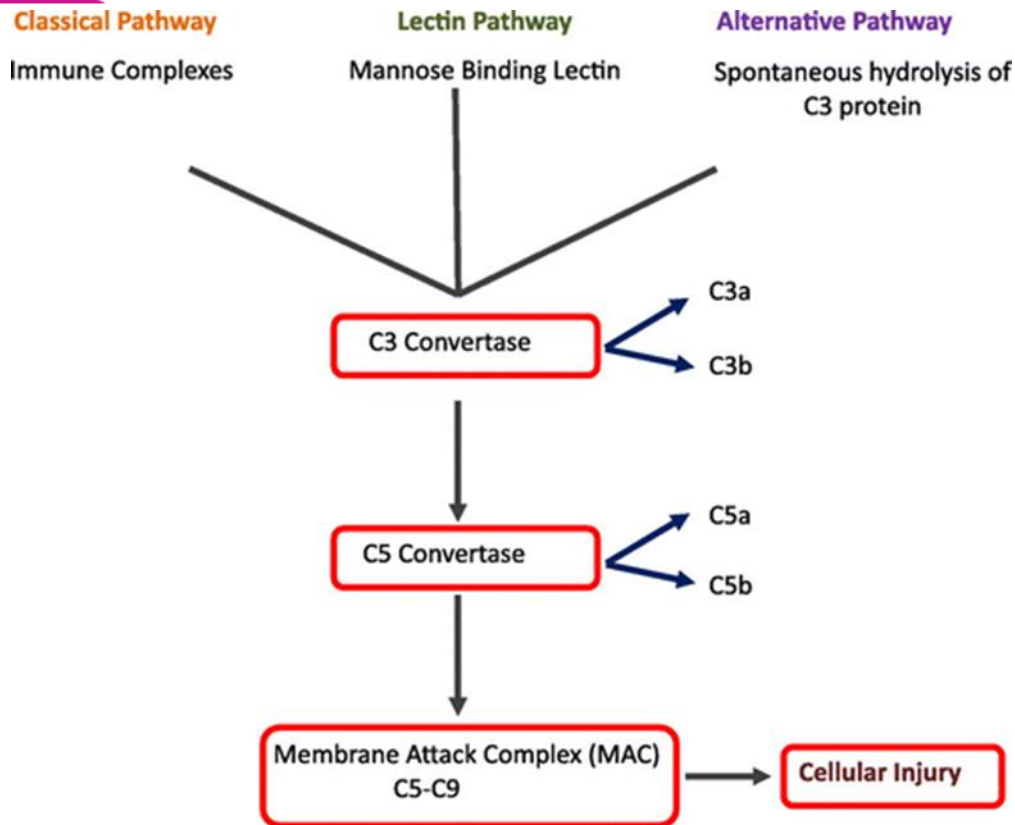 Classical Pathway
Lectin Pathway
Alternative Pathway
Immune Complexes
Mannose Binding Lectin
Spontaneous hydrolysis of
C3 protein
C3 Convertase
C3a
C3b
C5 Convertase
C5a
C5b
Membrane Attack Complex (MAC)
C5-C9
Cellular Injury